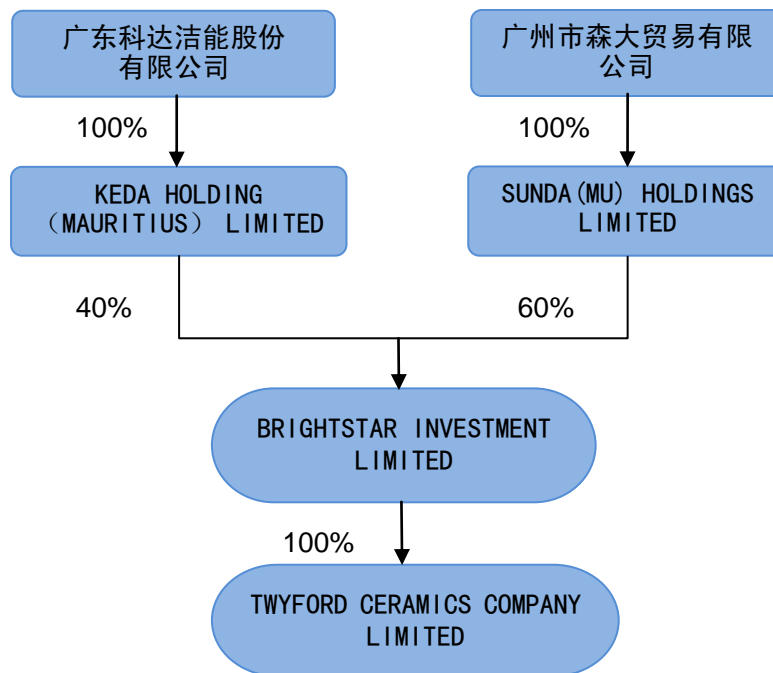 广东科达洁能股份
有限公司
广州市森大贸易有限
公司
100%
100%
KEDA HOLDING
（MAURITIUS） LIMITED
SUNDA(MU) HOLDINGS
LIMITED
40%
60%
BRIGHTSTAR INVESTMENT
LIMITED
100%
TWYFORD CERAMICS COMPANY
LIMITED